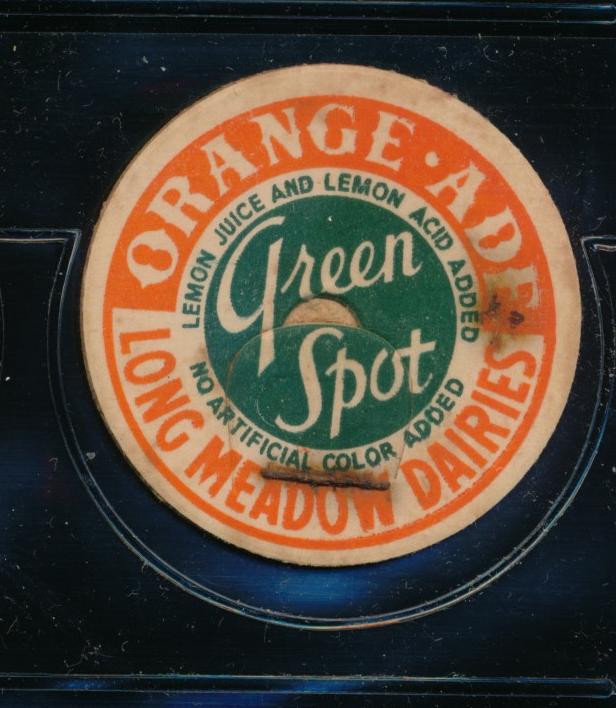 ORANGE·ADE
LEMON JUICE AND LEMON ACID ADDED
Green
Spot
NO ARTIFICIAL COLOR ADDED
LONG MEADOW DAIRIES